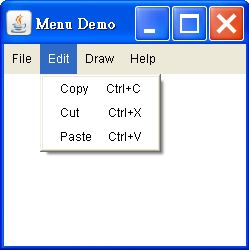 Menu Demo
File Edit Draw Help
Copy Ctrl+C
Cut Ctrl+X
Paste Ctrl+V